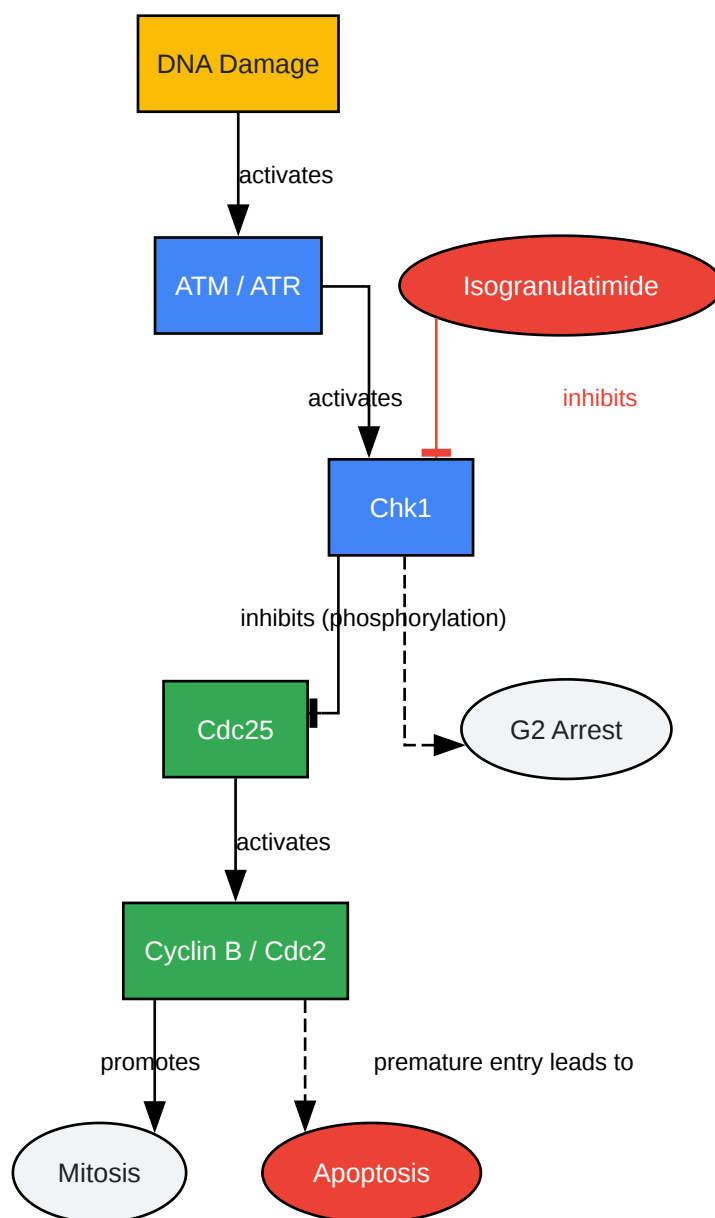 DNA Damage
activates
ATM / ATR
Isogranulatimide
activates
inhibits
Chk1
inhibits (phosphorylation)
Cdc25
G2 Arrest
activates
Cyclin B / Cdc2
promotes
premature entry leads to
Mitosis
Apoptosis